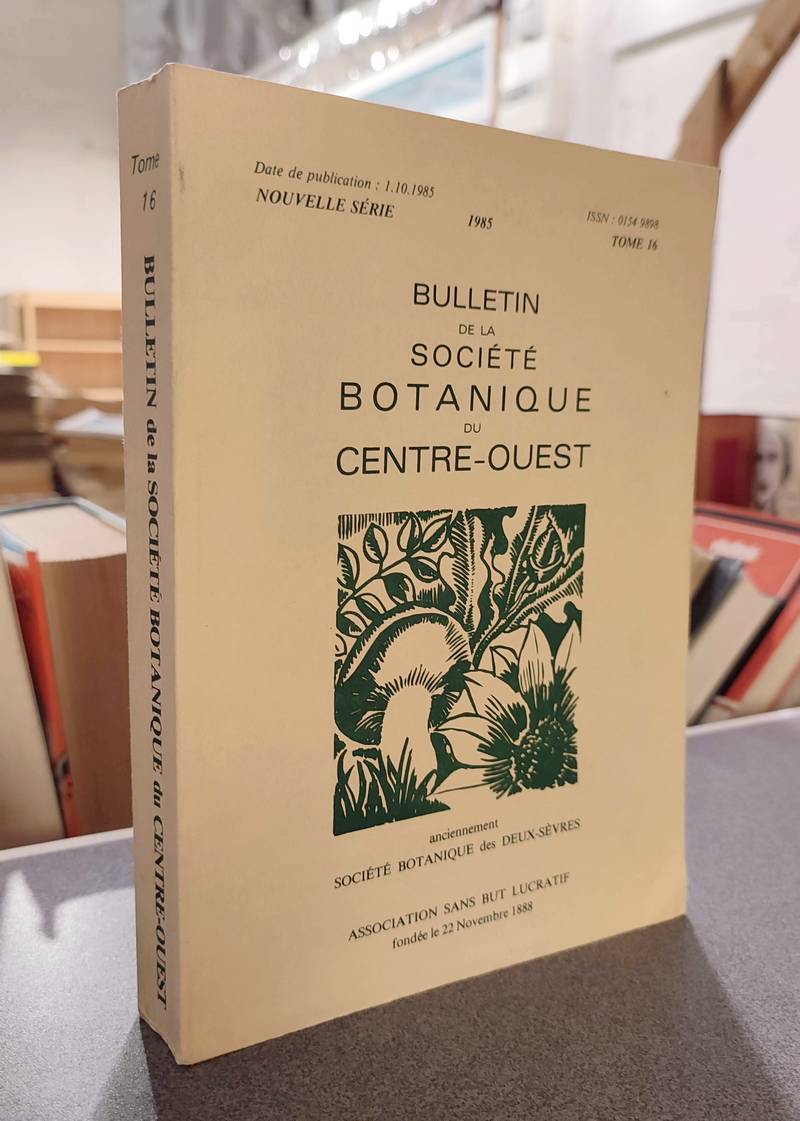 Tome
16
BULLETIN de la SOCIÉTÉ BOTANIQUE du CENTRE-OUEST
Date de publication : 1.10.1985
NOUVELLE SÉRIE
1985
ISSN : 0154 9898
TOME 16
BULLETIN
DE LA
SOCIÉTÉ
BOTANIQUE
DU
CENTRE-OUEST
anciennement
SOCIÉTÉ BOTANIQUE des DEUX-SÈVRES
ASSOCIATION SANS BUT LUCRATIF
fondée le 22 Novembre 1888